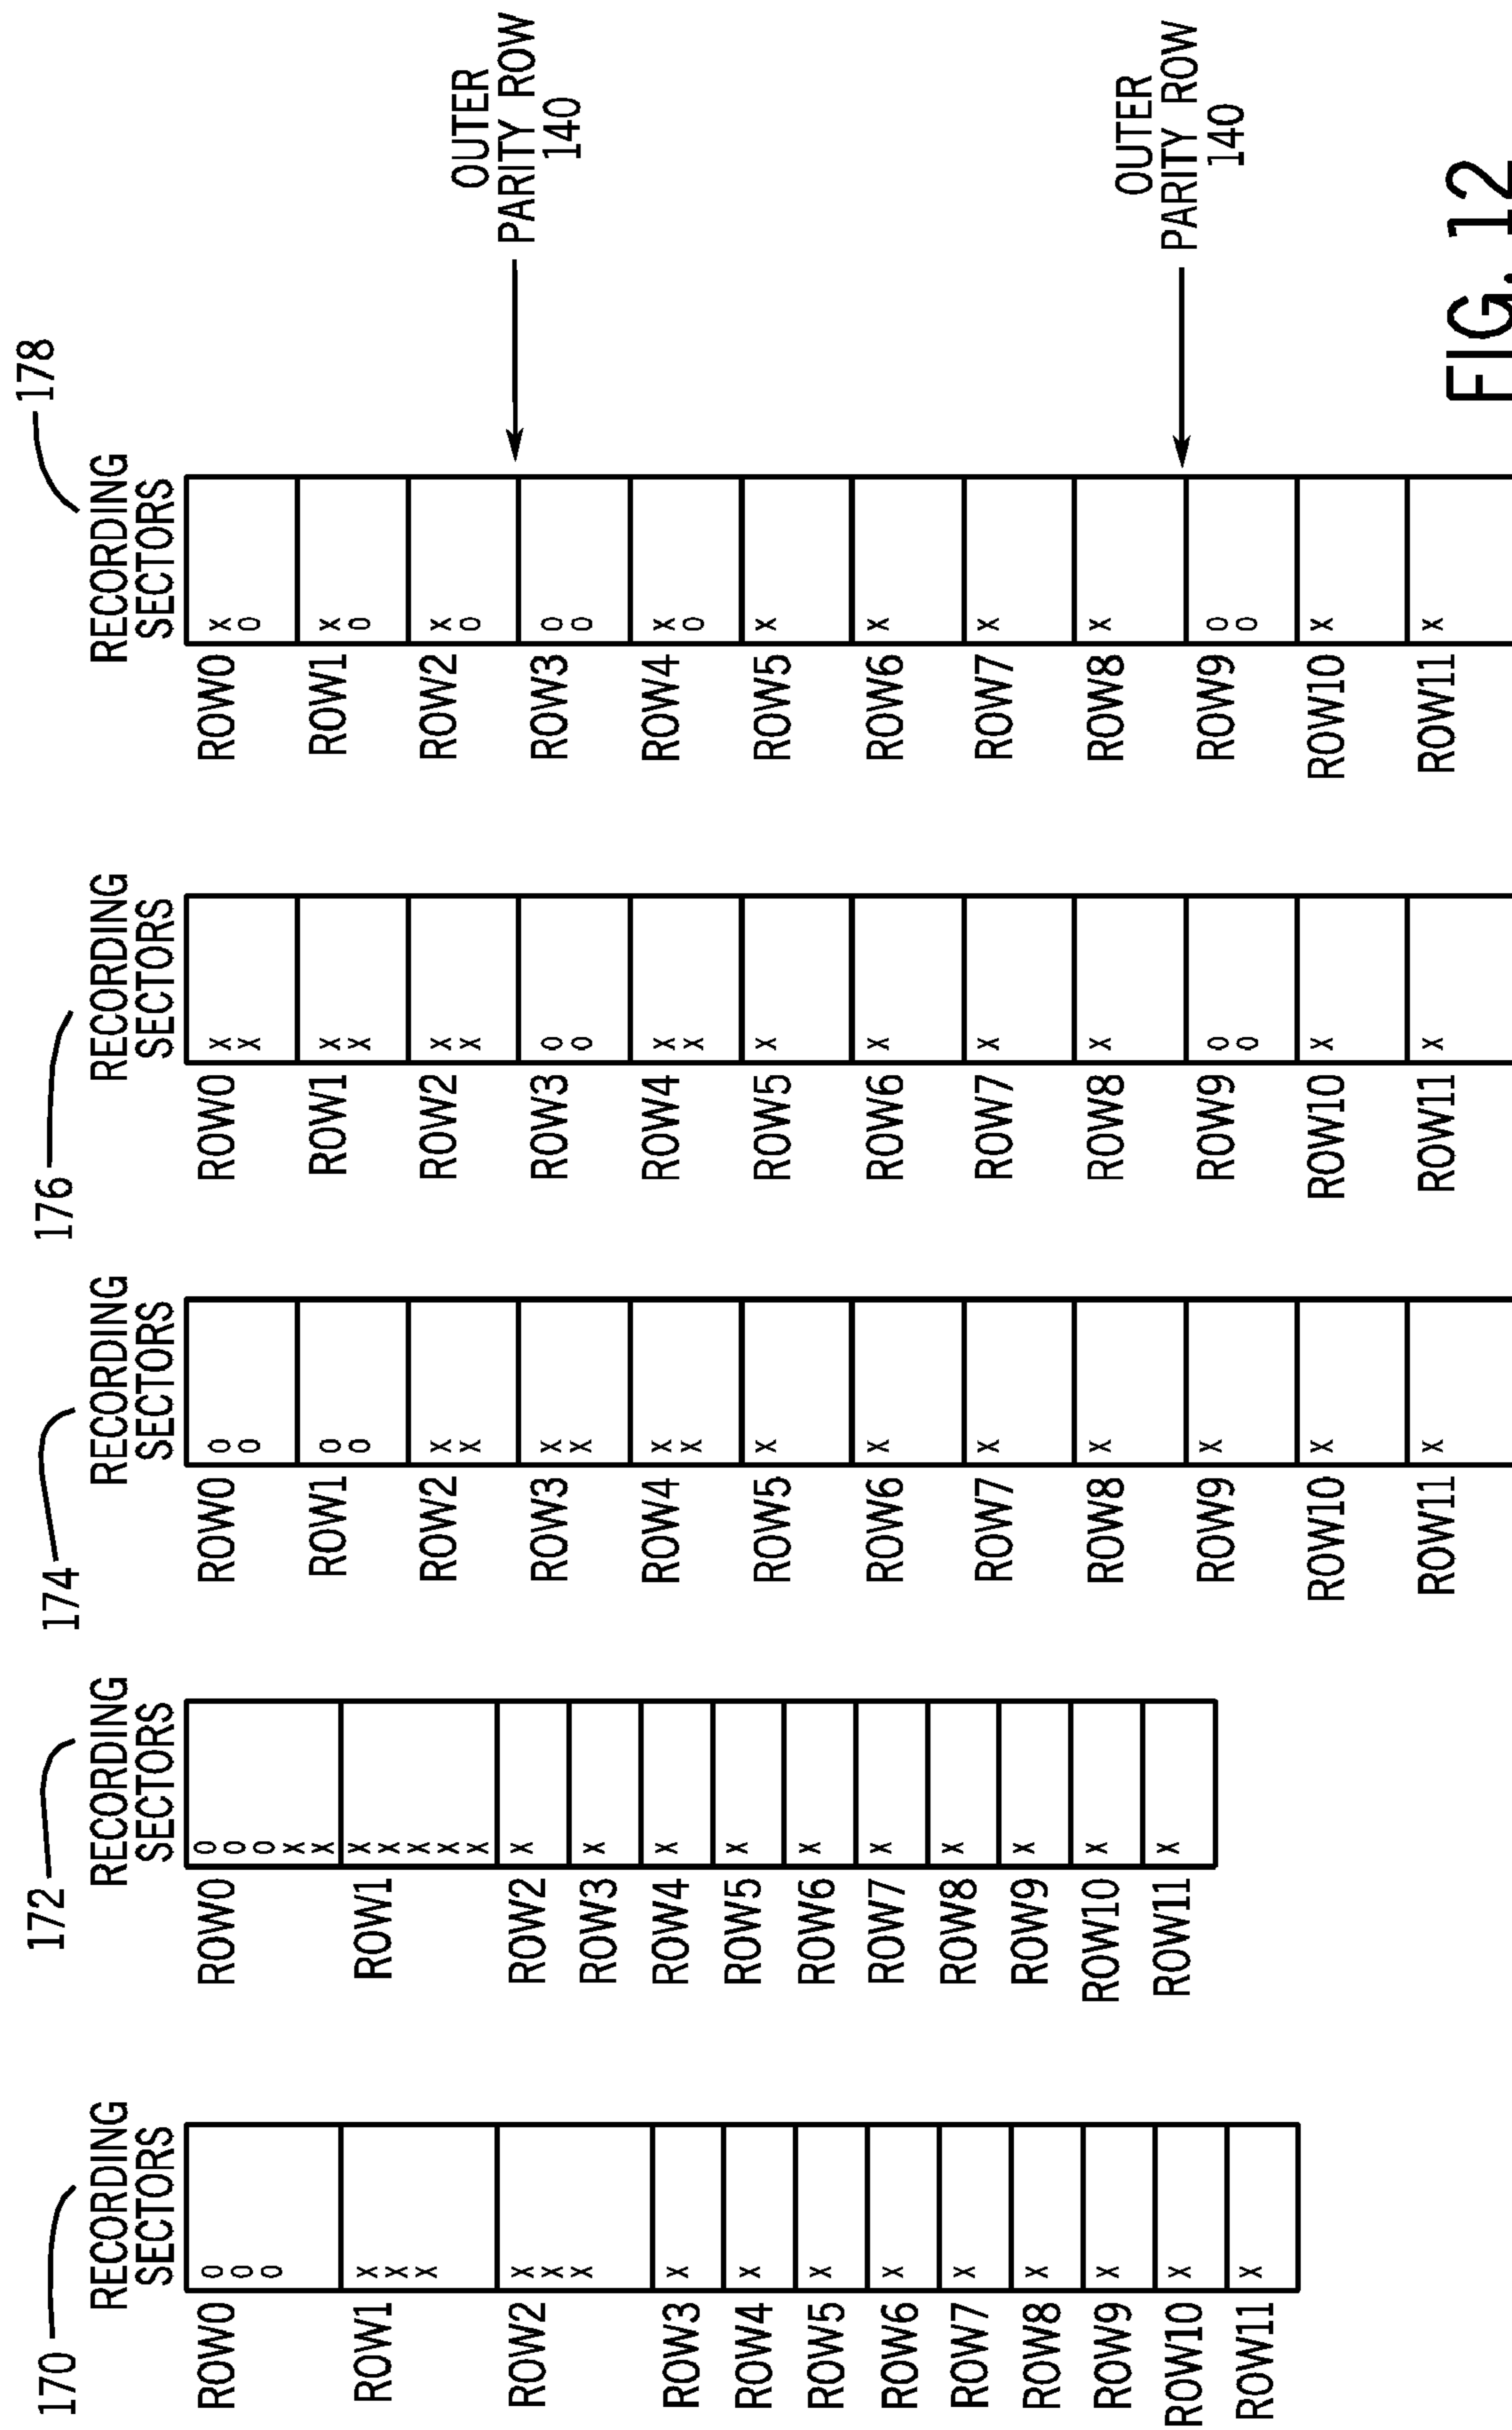 170
RECORDING
SECTORS
ROW0 o
o
o
ROW1 x
x
x
ROW2 x
x
x
ROW3 x
ROW4 x
ROW5 x
ROW6 x
ROW7 x
ROW8 x
ROW9 x
ROW10 x
ROW11 x
172
RECORDING
SECTORS
ROW0 o
o
o
x
x
ROW1 x
x
x
x
x
ROW2 x
ROW3 x
ROW4 x
ROW5 x
ROW6 x
ROW7 x
ROW8 x
ROW9 x
ROW10 x
ROW11 x
174
RECORDING
SECTORS
ROW0 o
o
ROW1 o
o
ROW2 x
x
ROW3 x
x
ROW4 x
x
ROW5 x
ROW6 x
ROW7 x
ROW8 x
ROW9 x
ROW10 x
ROW11 x
176
RECORDING
SECTORS
ROW0 x
x
ROW1 x
x
ROW2 x
x
ROW3 o
o
ROW4 x
x
ROW5 x
ROW6 x
ROW7 x
ROW8 x
ROW9 o
o
ROW10 x
ROW11 x
178
RECORDING
SECTORS
ROW0 x
o
ROW1 x
o
ROW2 x
o
ROW3 o
o
ROW4 x
o
ROW5 x
ROW6 x
ROW7 x
ROW8 x
ROW9 o
o
ROW10 x
ROW11 x
OUTER
PARITY ROW
140
OUTER
PARITY ROW
140
FIG. 12